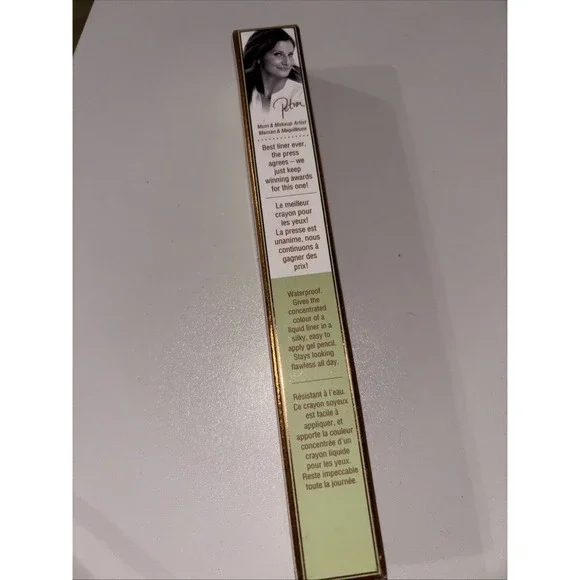 Petra
Mum & Makeup Artist
Maman & Maquilleuse
Best liner ever,
the press
agrees – we
just keep
winning awards
for this one!
Le meilleur
crayon pour
les yeux!
La presse est
unanime, nous
continuons à
gagner des
prix!
Waterproof.
Gives the
concentrated
colour of a
liquid liner in a
silky, easy to
apply gel pencil.
Stays looking
flawless all day.
Résistant à l'eau.
Ce crayon soyeux
est facile à
appliquer, et
apporte la couleur
concentrée d'un
crayon liquide
pour les yeux.
Reste impeccable
toute la journée.